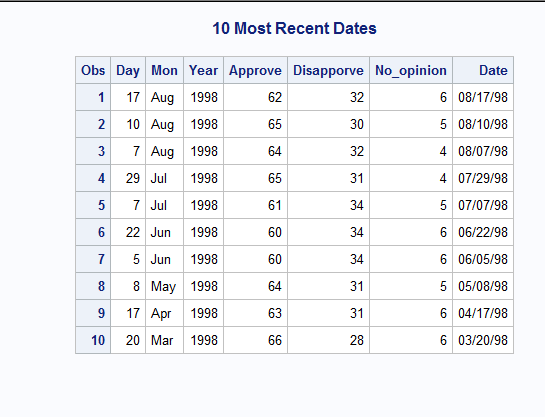 10 Most Recent Dates
Obs Day Mon Year Approve Disapporve No_opinion Date
1 17 Aug 1998 62 32 6 08/17/98
2 10 Aug 1998 65 30 5 08/10/98
3 7 Aug 1998 64 32 4 08/07/98
4 29 Jul 1998 65 31 4 07/29/98
5 7 Jul 1998 61 34 5 07/07/98
6 22 Jun 1998 60 34 6 06/22/98
7 5 Jun 1998 60 34 6 06/05/98
8 8 May 1998 64 31 5 05/08/98
9 17 Apr 1998 63 31 6 04/17/98
10 20 Mar 1998 66 28 6 03/20/98